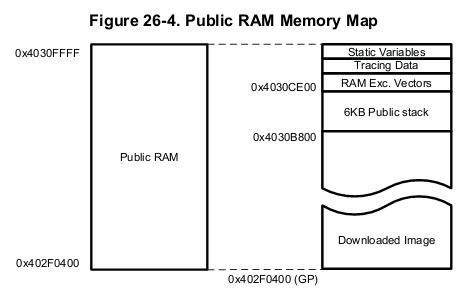 Figure 26-4. Public RAM Memory Map
0x4030FFFF
Static Variables
Tracing Data
RAM Exc. Vectors
0x4030CE00
6KB Public stack
0x4030B800
Public RAM
Downloaded Image
0x402F0400
0x402F0400 (GP)